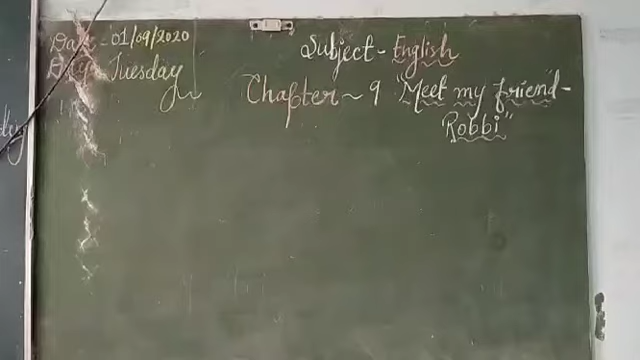 Date - 01/09/2020
Day - Tuesday
Subject - English
Chapter ~ 9 "Meet my friend-
Robbi"